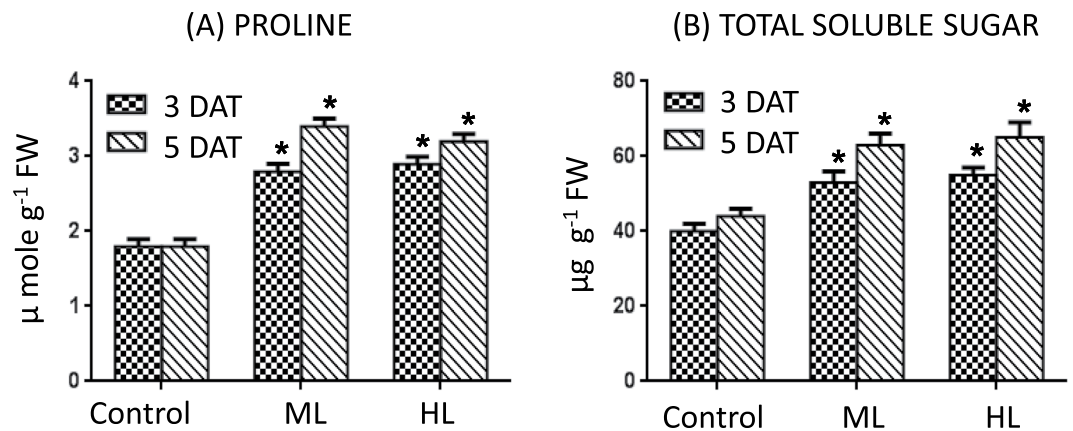 (A) PROLINE
4
3
2
1
0
μ mole g-1 FW
3 DAT
5 DAT
*
*
*
*
Control ML HL
(B) TOTAL SOLUBLE SUGAR
80
60
40
20
0
μg g-1 FW
3 DAT
5 DAT
*
*
*
*
Control ML HL